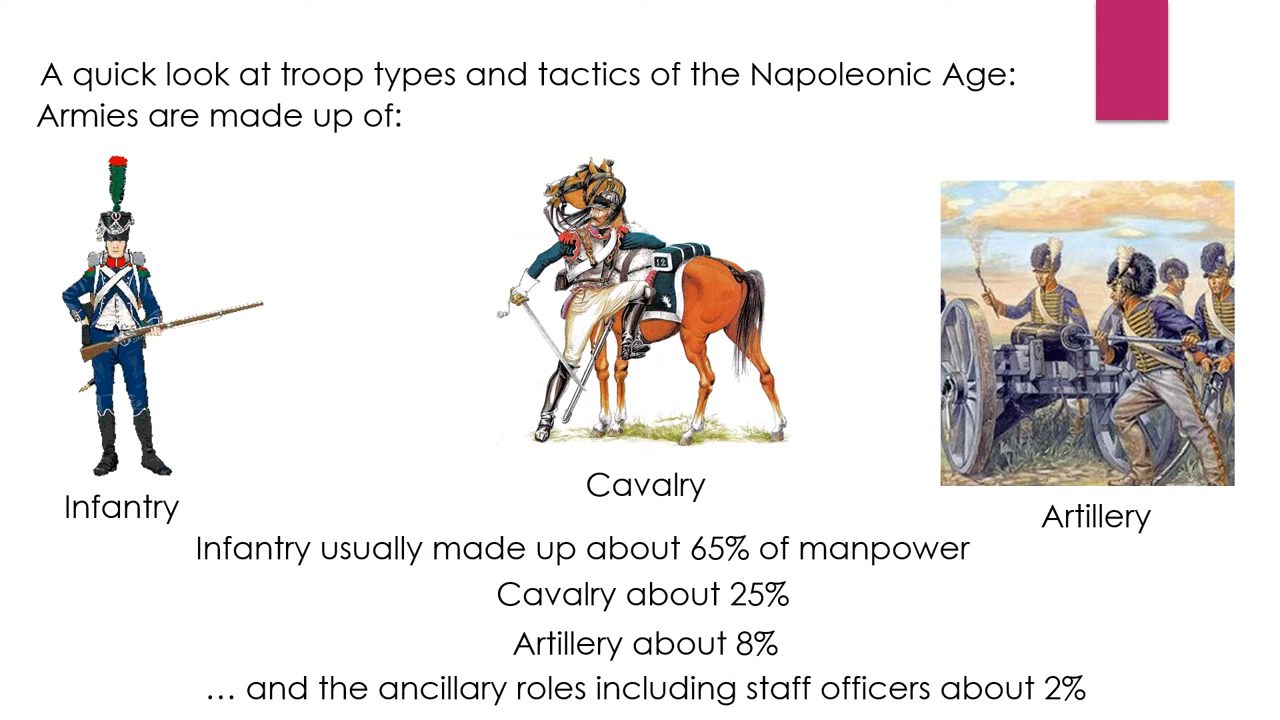 A quick look at troop types and tactics of the Napoleonic Age:
Armies are made up of:
12
Infantry
Cavalry
Artillery
Infantry usually made up about 65% of manpower
Cavalry about 25%
Artillery about 8%
… and the ancillary roles including staff officers about 2%